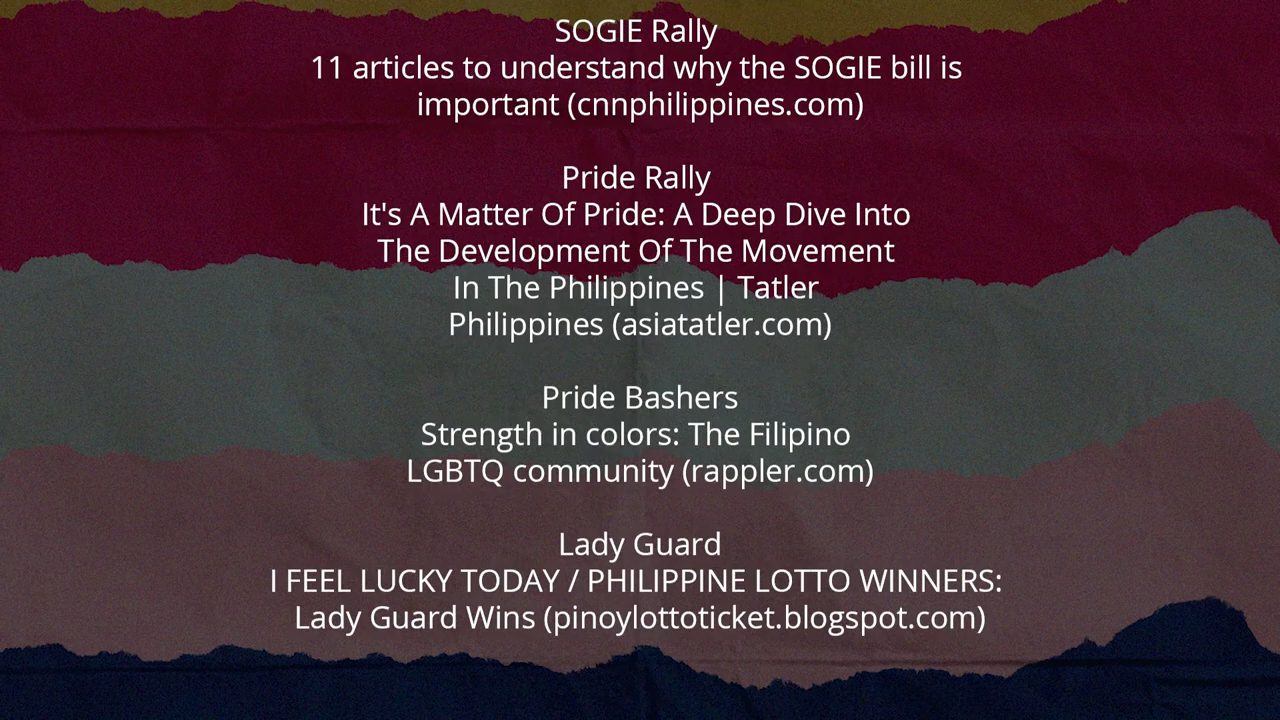 SOGIE Rally
11 articles to understand why the SOGIE bill is
important (cnnphilippines.com)
Pride Rally
It's A Matter Of Pride: A Deep Dive Into
The Development Of The Movement
In The Philippines | Tatler
Philippines (asiatatler.com)
Pride Bashers
Strength in colors: The Filipino
LGBTQ community (rappler.com)
Lady Guard
I FEEL LUCKY TODAY / PHILIPPINE LOTTO WINNERS:
Lady Guard Wins (pinoylottoticket.blogspot.com)